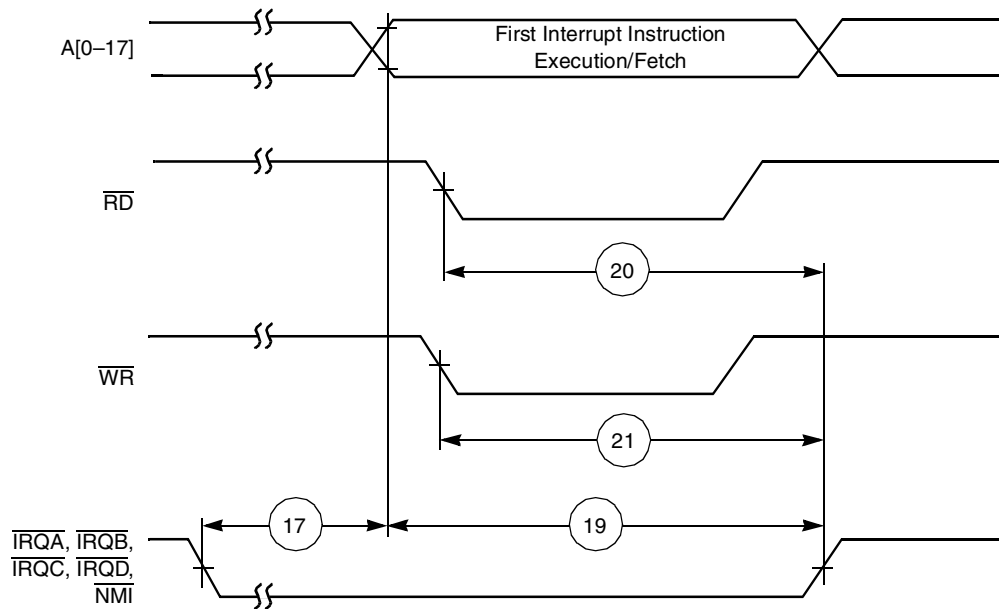 A[0–17]
First Interrupt Instruction
Execution/Fetch
RD
20
WR
21
17
19
IRQA, IRQB,
IRQC, IRQD,
NMI